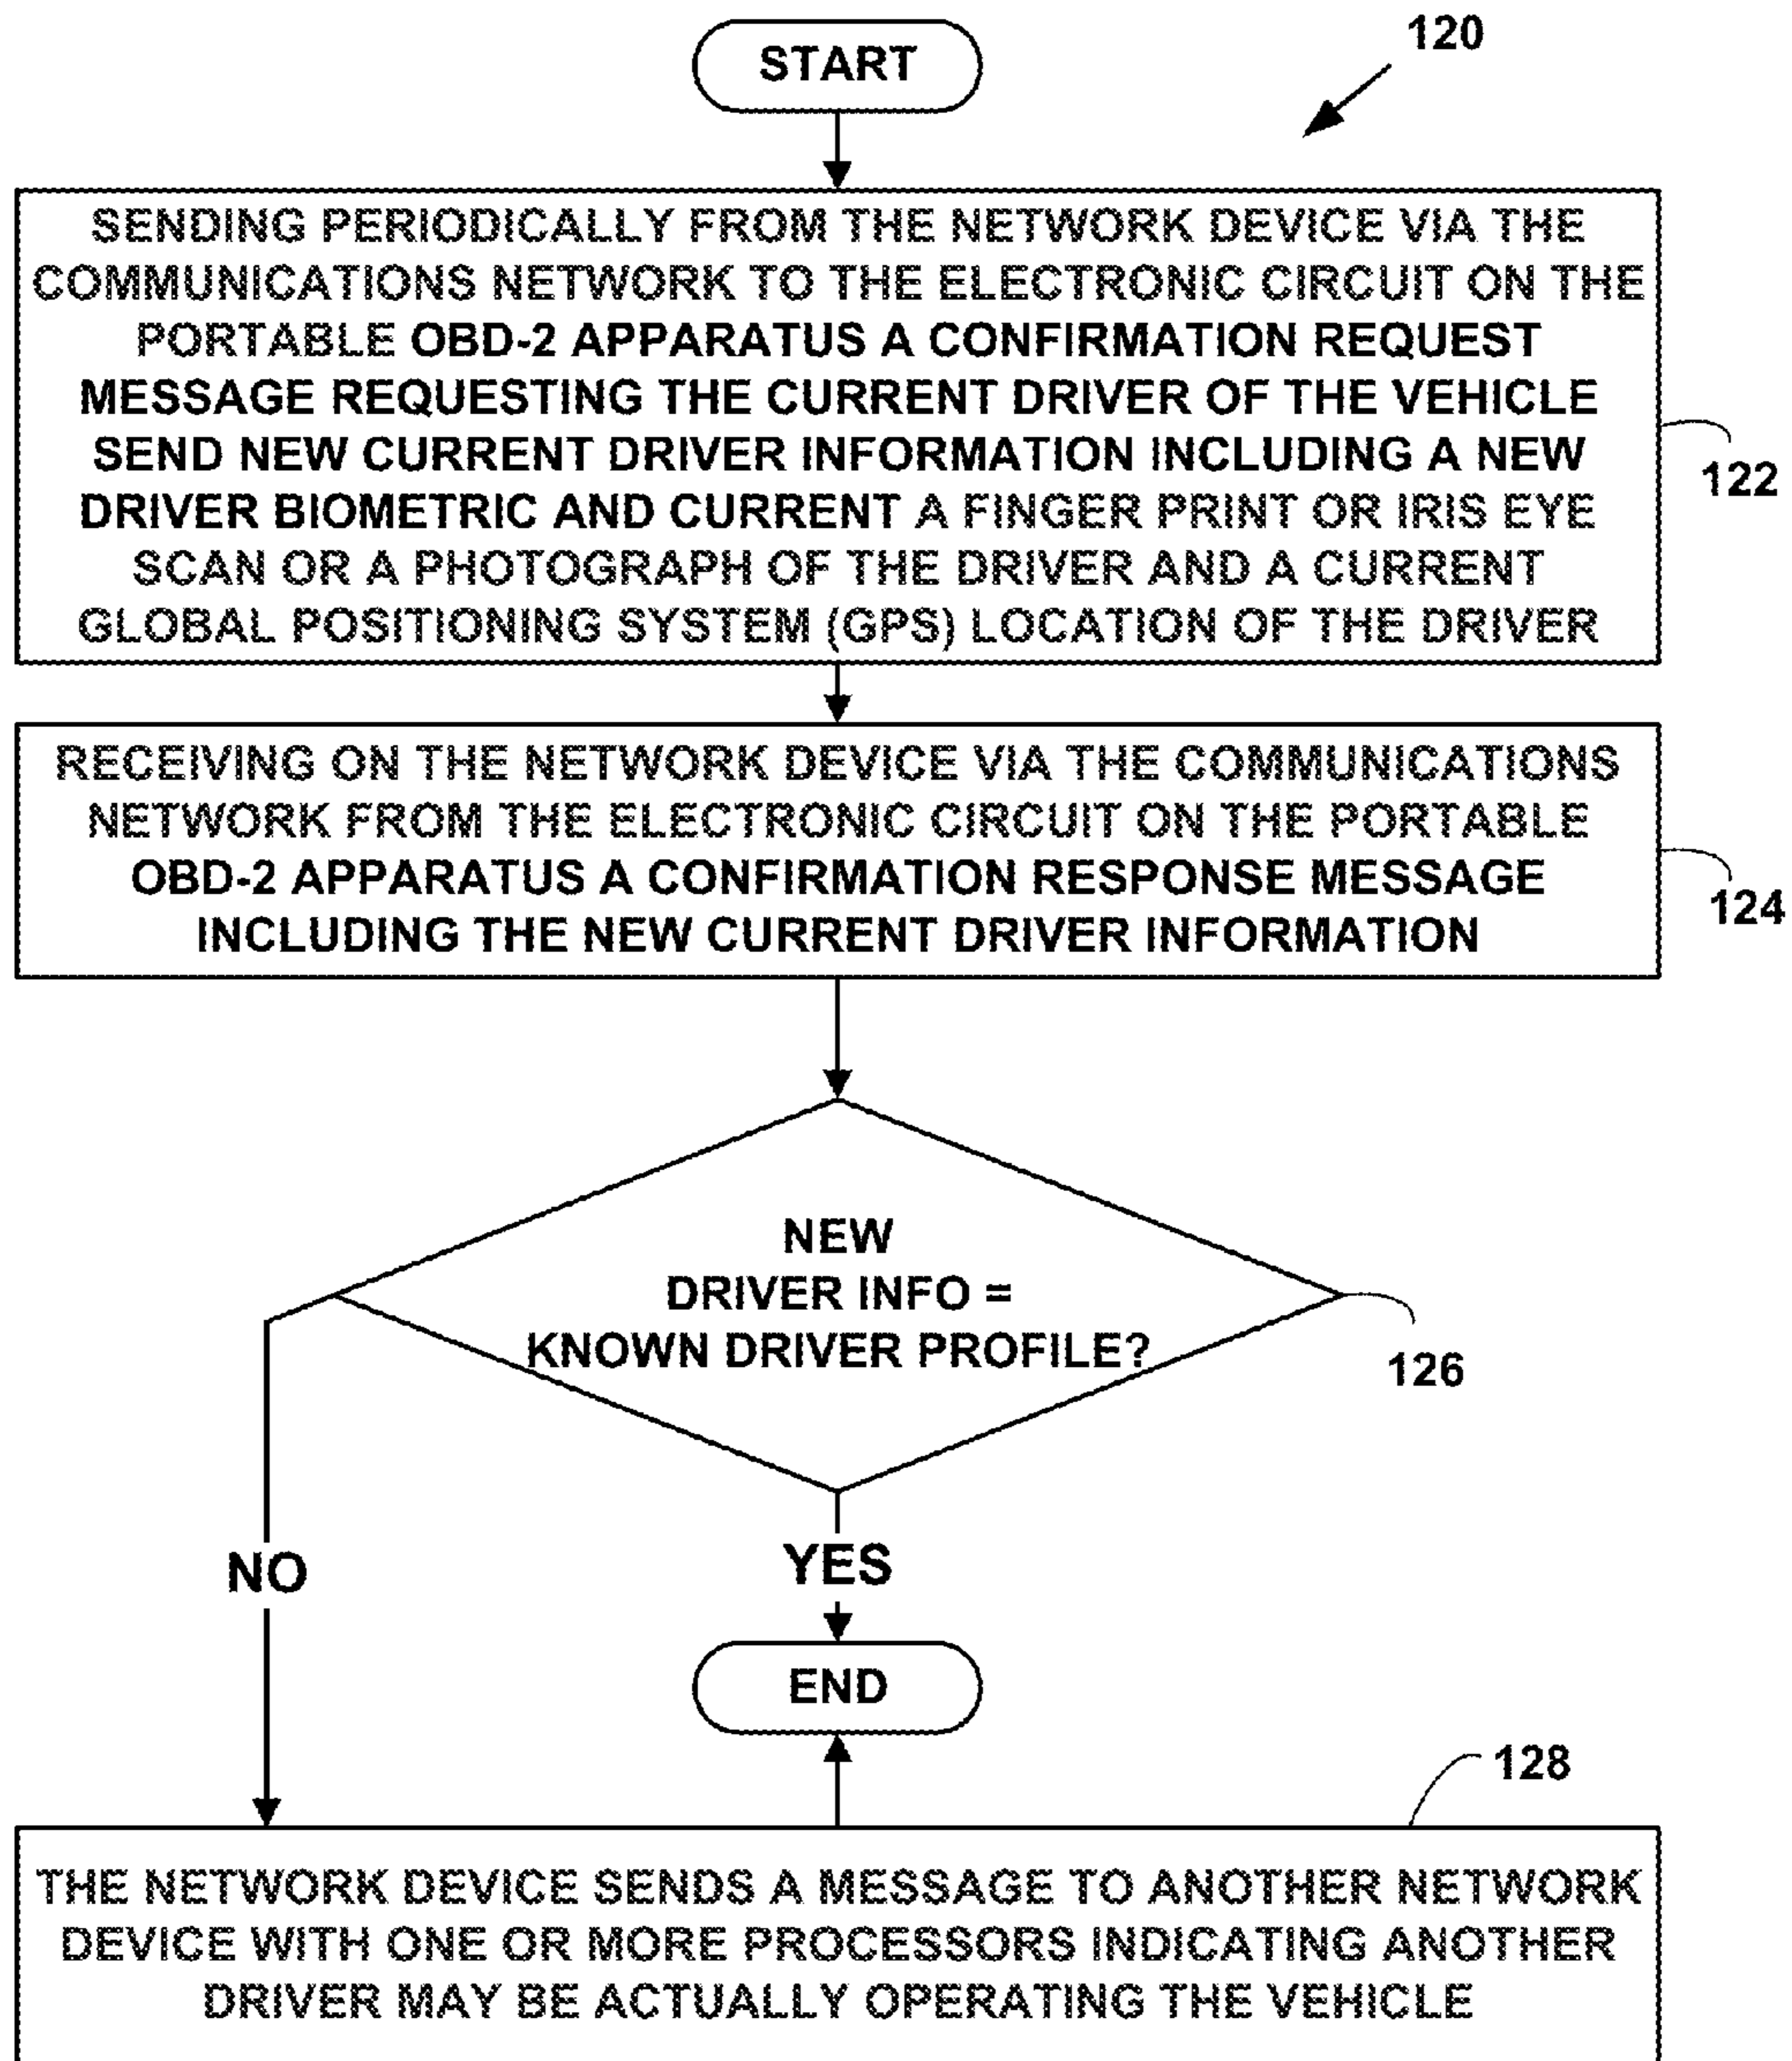 START
120
SENDING PERIODICALLY FROM THE NETWORK DEVICE VIA THE
COMMUNICATIONS NETWORK TO THE ELECTRONIC CIRCUIT ON THE
PORTABLE OBD-2 APPARATUS A CONFIRMATION REQUEST
MESSAGE REQUESTING THE CURRENT DRIVER OF THE VEHICLE
SEND NEW CURRENT DRIVER INFORMATION INCLUDING A NEW
DRIVER BIOMETRIC AND CURRENT A FINGER PRINT OR IRIS EYE
SCAN OR A PHOTOGRAPH OF THE DRIVER AND A CURRENT
GLOBAL POSITIONING SYSTEM (GPS) LOCATION OF THE DRIVER
122
RECEIVING ON THE NETWORK DEVICE VIA THE COMMUNICATIONS
NETWORK FROM THE ELECTRONIC CIRCUIT ON THE PORTABLE
OBD-2 APPARATUS A CONFIRMATION RESPONSE MESSAGE
INCLUDING THE NEW CURRENT DRIVER INFORMATION
124
NEW
DRIVER INFO =
KNOWN DRIVER PROFILE?
126
NO
YES
END
128
THE NETWORK DEVICE SENDS A MESSAGE TO ANOTHER NETWORK
DEVICE WITH ONE OR MORE PROCESSORS INDICATING ANOTHER
DRIVER MAY BE ACTUALLY OPERATING THE VEHICLE